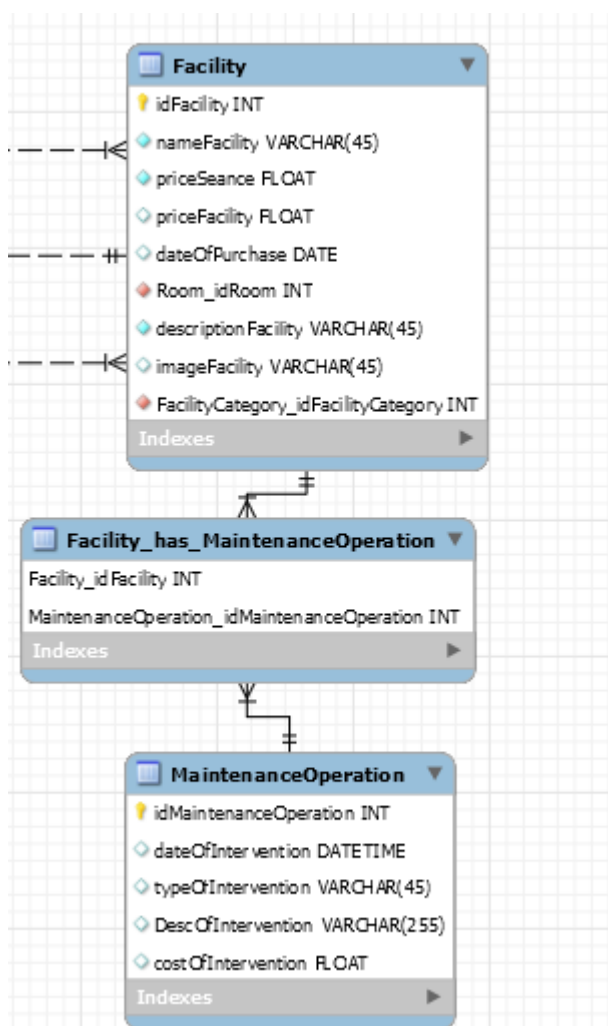 Facility
idFacility INT
nameFacility VARCHAR(45)
priceSeance FLOAT
priceFacility FLOAT
dateOfPurchase DATE
Room_idRoom INT
descriptionFacility VARCHAR(45)
imageFacility VARCHAR(45)
FacilityCategory_idFacilityCategory INT
Indexes
Facility_has_MaintenanceOperation
Facility_idFacility INT
MaintenanceOperation_idMaintenanceOperation INT
Indexes
MaintenanceOperation
idMaintenanceOperation INT
dateOfIntervention DATETIME
typeOfIntervention VARCHAR(45)
DescOfIntervention VARCHAR(255)
costOfIntervention FLOAT
Indexes